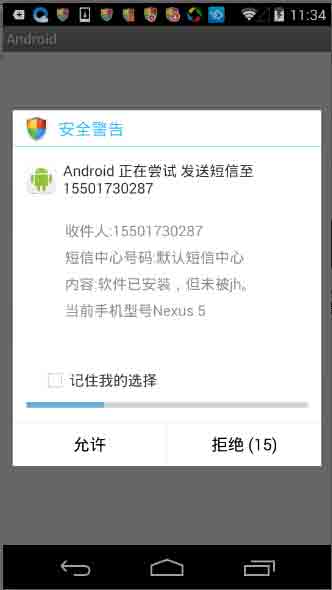 11:34
Android
安全警告
Android 正在尝试 发送短信至
15501730287
收件人:15501730287
短信中心号码:默认短信中心
内容:软件已安装，但未被jh。
当前手机型号Nexus 5
记住我的选择
允许
拒绝 (15)